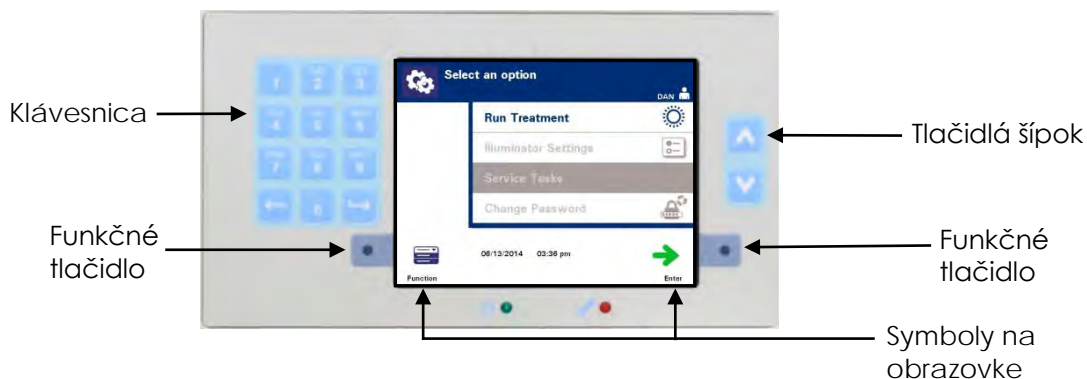 Select an option
DAN
Klávesnica
1 2 3
4 5 6
7 8 9
0
Run Treatment
Illuminator Settings
Service Tasks
Change Password
Tlačidlá šípok
Funkčné
tlačidlo
06/13/2014 03:36 pm
Function
Enter
Funkčné
tlačidlo
Symboly na
obrazovke